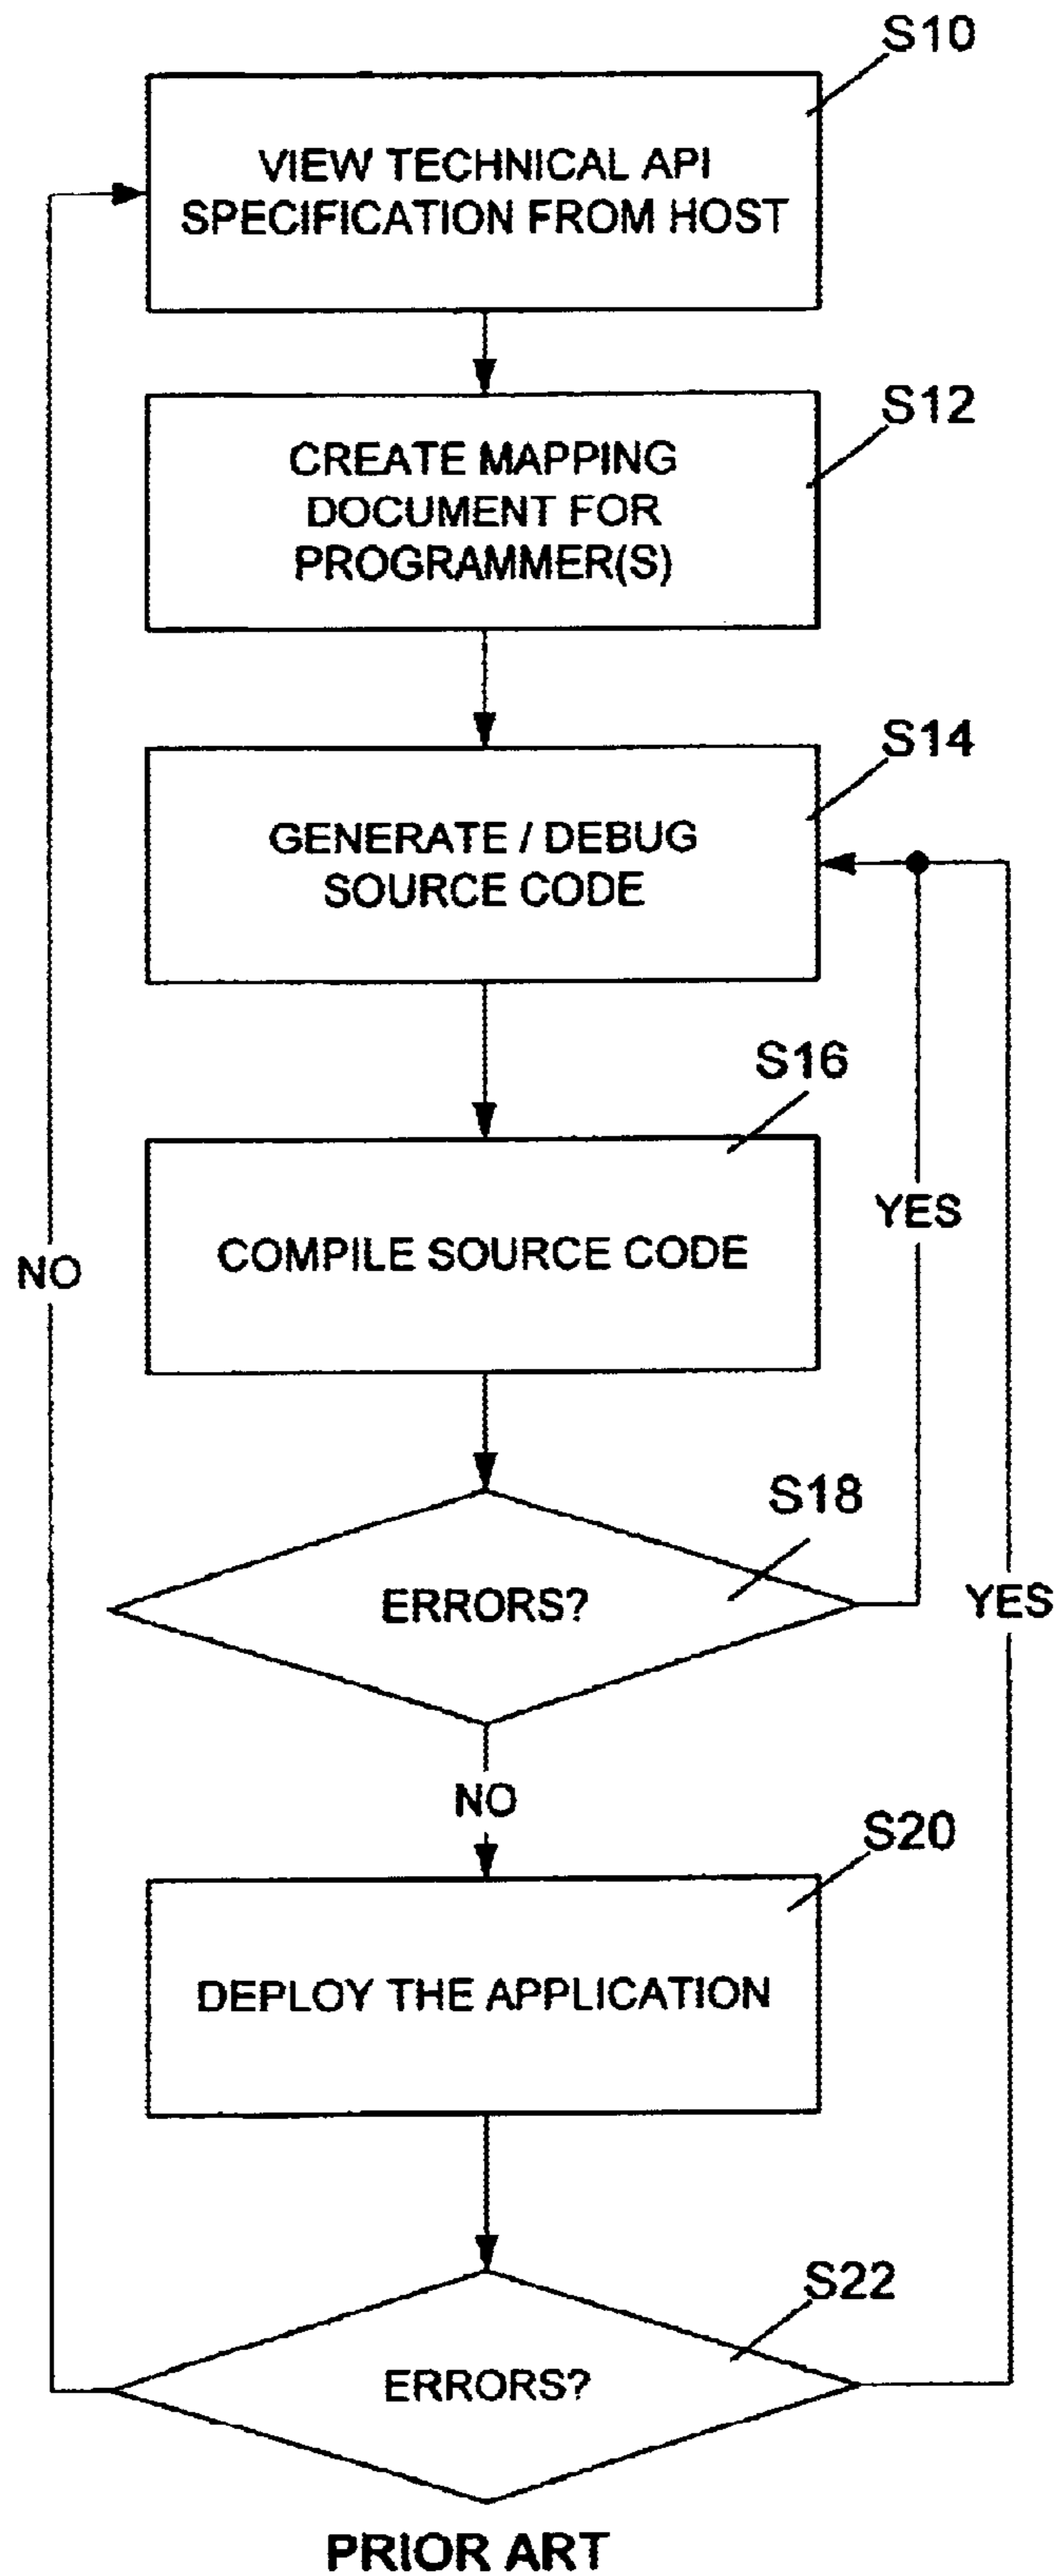 S10
VIEW TECHNICAL API
SPECIFICATION FROM HOST
S12
CREATE MAPPING
DOCUMENT FOR
PROGRAMMER(S)
S14
GENERATE / DEBUG
SOURCE CODE
S16
COMPILE SOURCE CODE
YES
NO
S18
ERRORS?
YES
NO
S20
DEPLOY THE APPLICATION
S22
ERRORS?
PRIOR ART